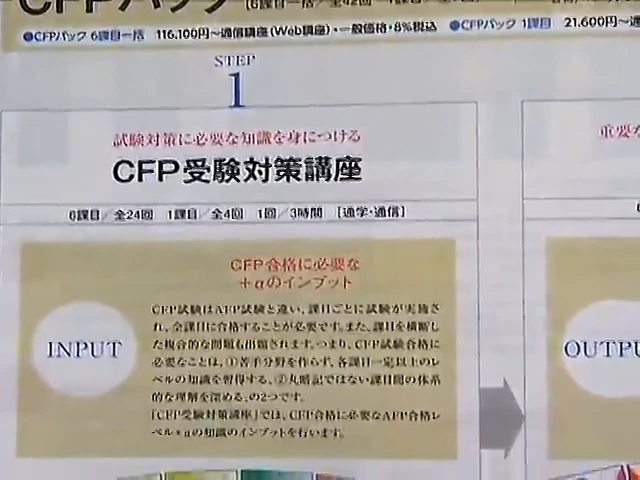 CFPパック
●CFPパック 6課目一括 116,100円～通信講座(Web講座)・一般価格・8%税込 ●CFPパック 1課目 21,600円～通
STEP
1
試験対策に必要な知識を身につける
CFP受験対策講座
6課目/全24回 1課目/全4回 1回/3時間 [通学・通信]
重要な
CFP合格に必要な
+αのインプット
INPUT
CFP試験はAFP試験と違い、課目ごとに試験が実施さ
れ、全課目に合格することが必要です。また、課目を横断し
た複合的な問題も出題されます。つまり、CFP試験合格に
必要なことは、①苦手分野を作らず、各課目一定以上のレ
ベルの知識を習得する、②丸暗記ではない課目間の体系
的な理解を深める、の2つです。
「CFP受験対策講座」では、CFP合格に必要なAFP合格レ
ベル+αの知識のインプットを行います。
OUTPU